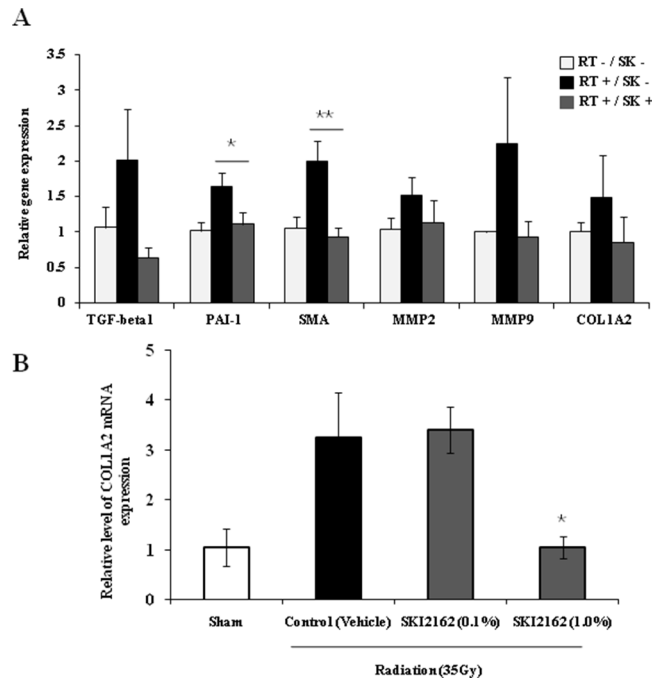 A
RT - / SK -
RT + / SK -
RT + / SK +
Relative gene expression
3.5
3
2.5
2
1.5
1
0.5
0
*
**
TGF-beta1 PAI-1 SMA MMP2 MMP9 COL1A2
B
Relative level of COL1A2 mRNA
expression
5
4
3
2
1
0
*
Sham Control (Vehicle) SKI2162 (0.1%) SKI2162 (1.0%)
Radiation (35Gy)